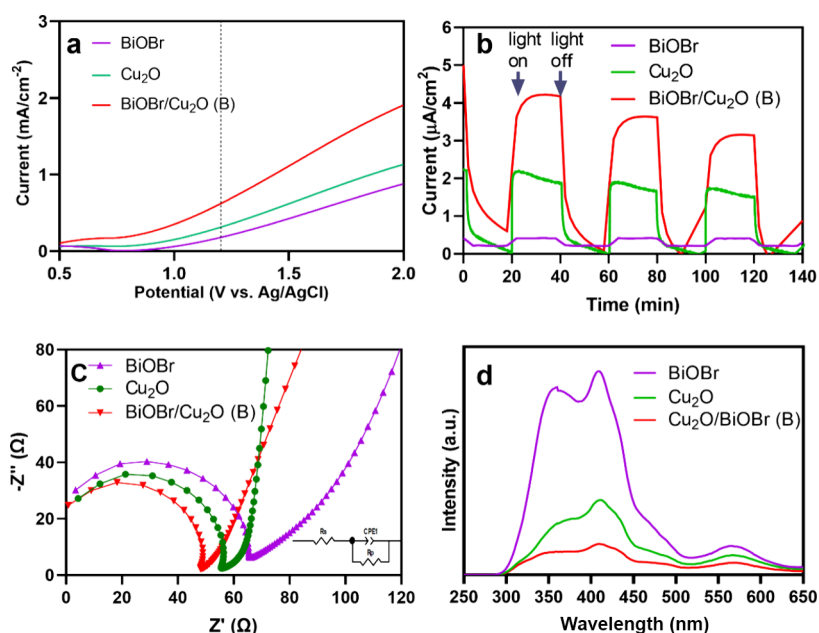 a
BiOBr
Cu₂O
BiOBr/Cu₂O (B)
3
2
1
0
Current (mA/cm⁻²)
0.5
1.0
1.5
2.0
Potential (V vs. Ag/AgCl)
b
light
on
light
off
BiOBr
Cu₂O
BiOBr/Cu₂O (B)
6
5
4
3
2
1
0
Current (µA/cm²)
0
20
40
60
80
100
120
140
Time (min)
C
BiOBr
Cu₂O
BiOBr/Cu₂O (B)
80
60
40
20
0
-Z'' (Ω)
Rs
CPE1
Rp
0
20
40
60
80
100
120
Z' (Ω)
d
BiOBr
Cu₂O
Cu₂O/BiOBr (B)
Intensity (a.u.)
250
300
350
400
450
500
550
600
650
Wavelength (nm)